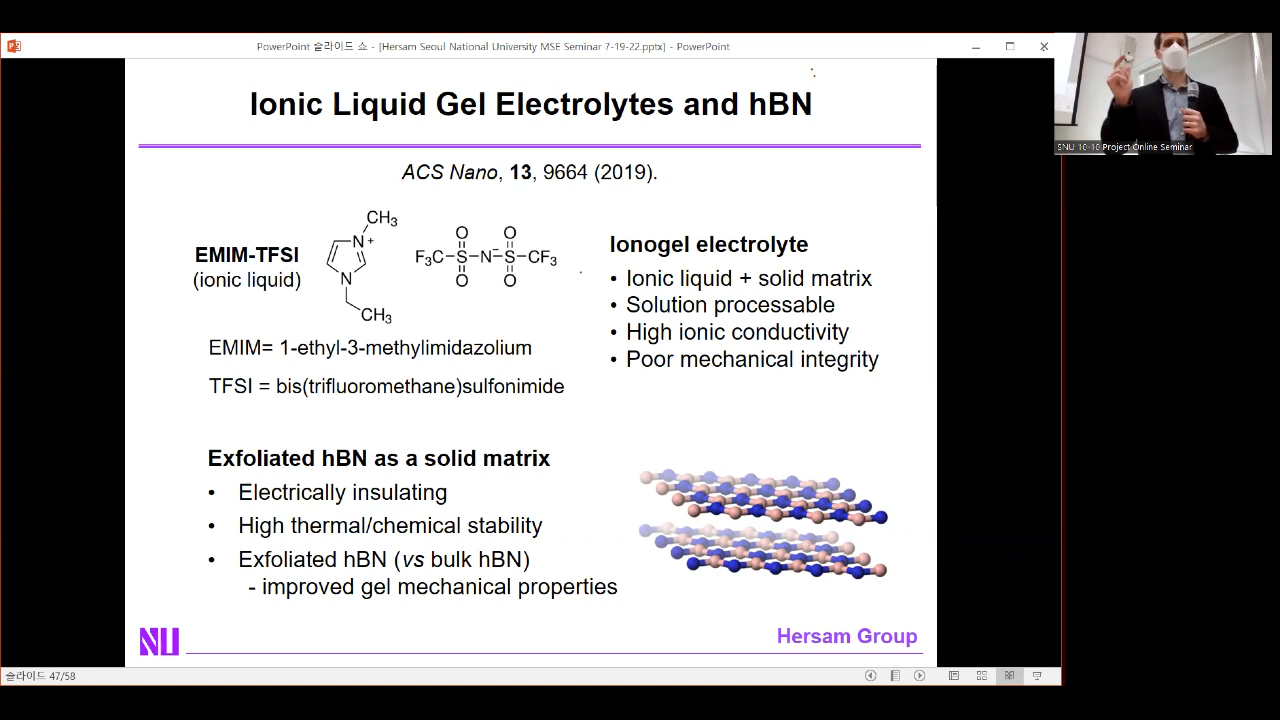 PowerPoint 슬라이드 쇼 - [Hersam Seoul National University MSE Seminar 7-19-22.pptx] - PowerPoint
Ionic Liquid Gel Electrolytes and hBN
ACS Nano, 13, 9664 (2019).
EMIM-TFSI
(ionic liquid)
CH3
N+
N
CH3
O O
F3C-S-N⁻-S-CF3
O O
EMIM= 1-ethyl-3-methylimidazolium
TFSI = bis(trifluoromethane)sulfonimide
Ionogel electrolyte
• Ionic liquid + solid matrix
• Solution processable
• High ionic conductivity
• Poor mechanical integrity
Exfoliated hBN as a solid matrix
• Electrically insulating
• High thermal/chemical stability
• Exfoliated hBN (vs bulk hBN)
- improved gel mechanical properties
NU
Hersam Group
슬라이드 47/58
SNU 10-10 Project Online Seminar